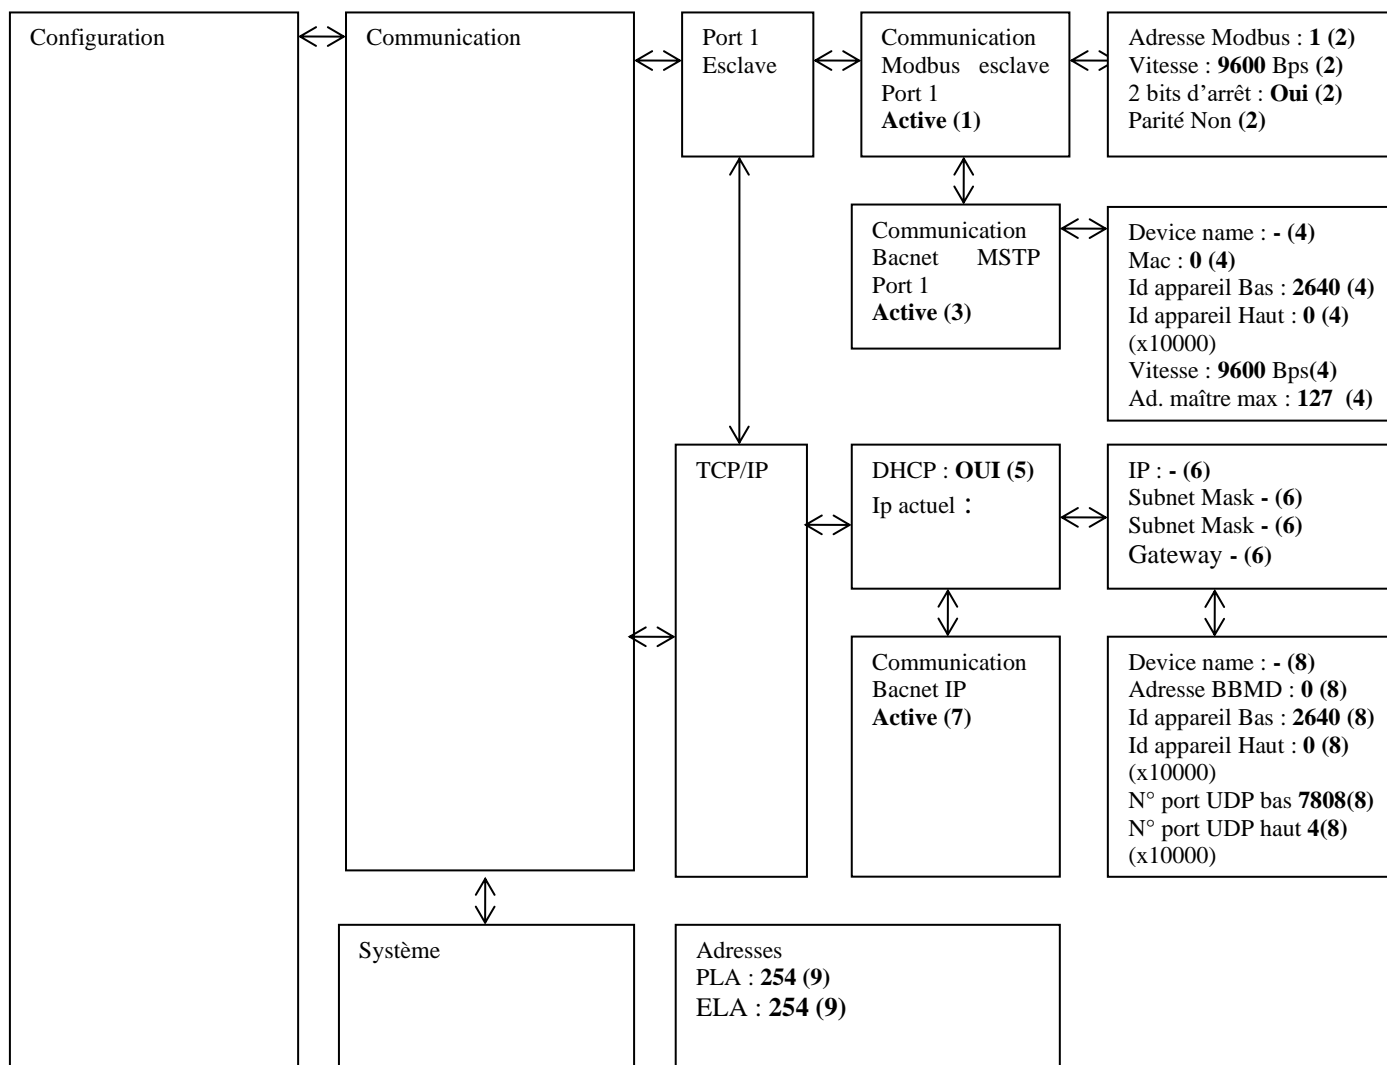 Configuration
Communication
Port 1
Esclave
Communication
Modbus esclave
Port 1
Active (1)
Adresse Modbus : 1 (2)
Vitesse : 9600 Bps (2)
2 bits d'arrêt : Oui (2)
Parité Non (2)
Communication
Bacnet MSTP
Port 1
Active (3)
Device name : - (4)
Mac : 0 (4)
Id appareil Bas : 2640 (4)
Id appareil Haut : 0 (4)
(x10000)
Vitesse : 9600 Bps(4)
Ad. maître max : 127 (4)
TCP/IP
DHCP : OUI (5)
Ip actuel :
IP : - (6)
Subnet Mask - (6)
Subnet Mask - (6)
Gateway - (6)
Communication
Bacnet IP
Active (7)
Device name : - (8)
Adresse BBMD : 0 (8)
Id appareil Bas : 2640 (8)
Id appareil Haut : 0 (8)
(x10000)
N° port UDP bas 7808(8)
N° port UDP haut 4(8)
(x10000)
Système
Adresses
PLA : 254 (9)
ELA : 254 (9)